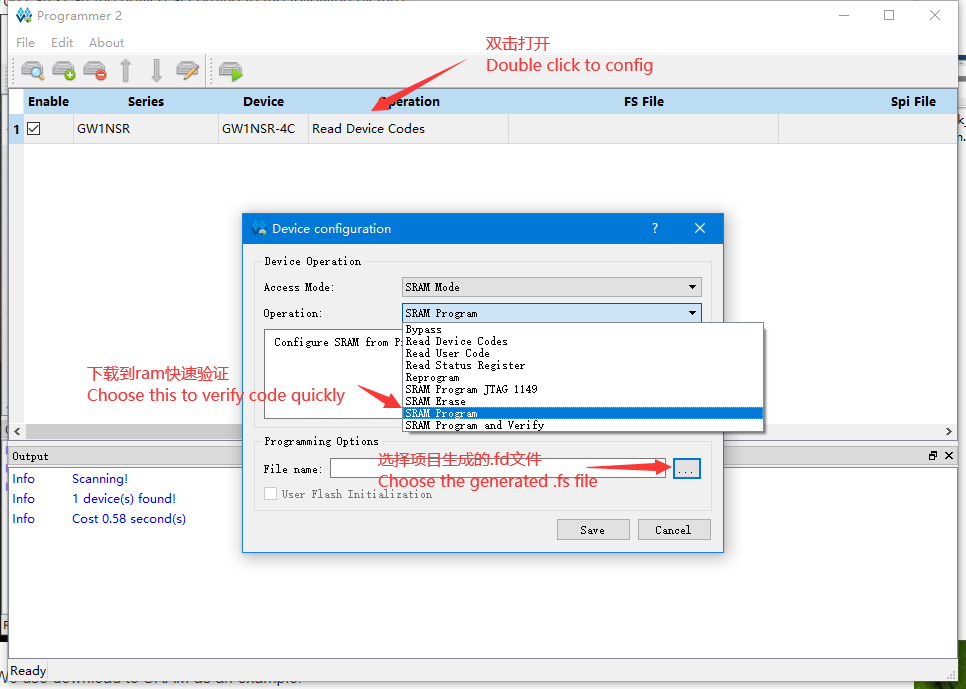 Programmer 2
File Edit About
双击打开
Double click to config
Enable Series Device Operation FS File Spi File
1 GW1NSR GW1NSR-4C Read Device Codes
Device configuration
?
Device Operation
Access Mode: SRAM Mode
Operation: SRAM Program
Bypass
Configure SRAM from
Read Device Codes
Read User Code
Read Status Register
Reprogram
SRAM Program JTAG 1149
SRAM Erase
SRAM Program
SRAM Program and Verify
下载到ram快速验证
Choose this to verify code quickly
Programming Options
File name: ...
选择项目生成的.fd文件
Choose the generated .fs file
User Flash Initialization
Save Cancel
Output
Info Scanning!
Info 1 device(s) found!
Info Cost 0.58 second(s)
Ready